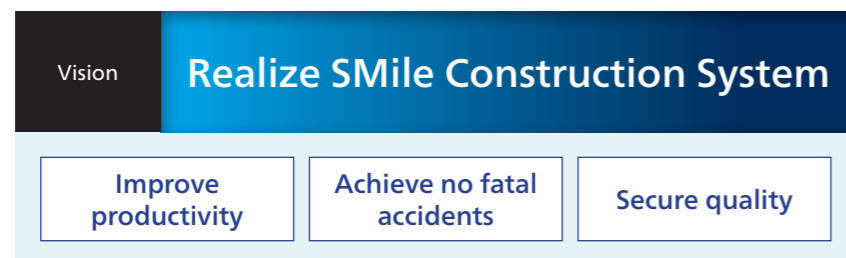 Vision
Realize SMile Construction System
Improve
productivity
Achieve no fatal
accidents
Secure quality